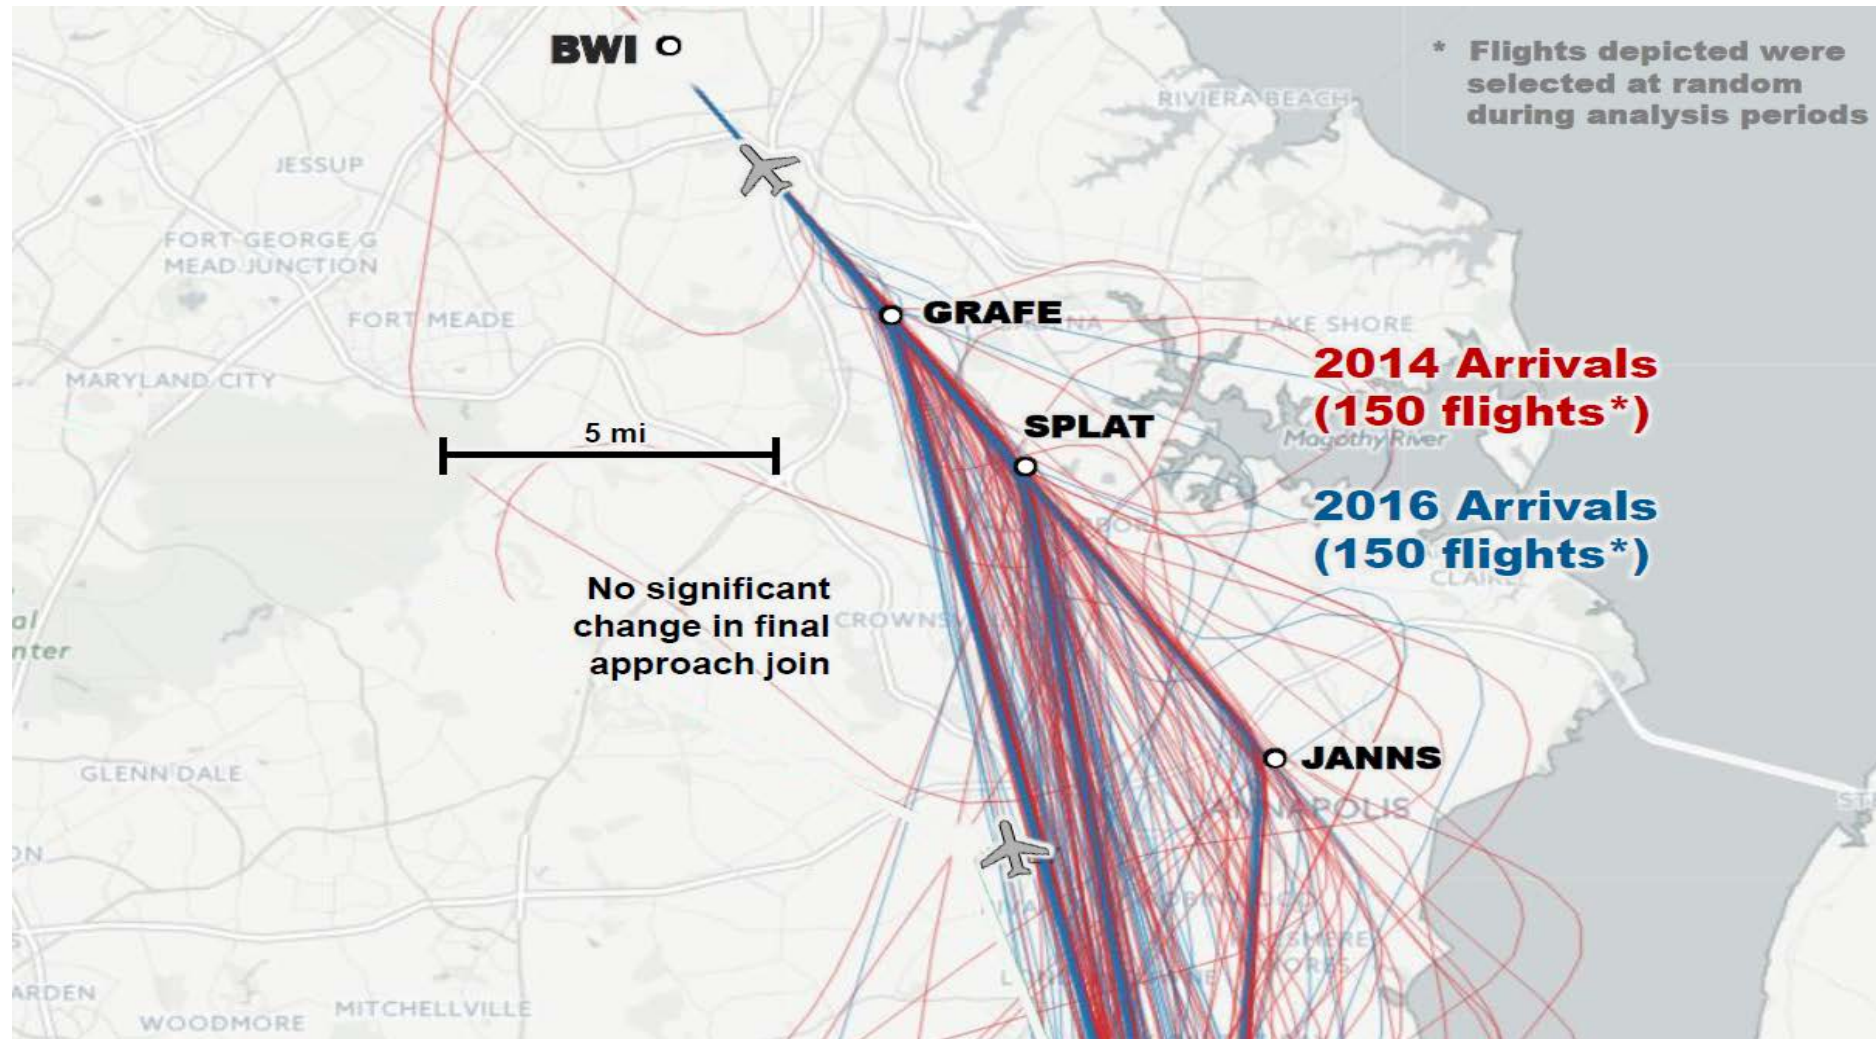 BWI
* Flights depicted were
selected at random
during analysis periods
RIVIERA BEACH
JESSUP
FORT GEORGE G
MEAD JUNCTION
GRAFE
FORT MEADE
LAKE SHORE
2014 Arrivals
(150 flights*)
MARYLAND CITY
5 mi
SPLAT
Magothy River
2016 Arrivals
(150 flights*)
No significant
change in final
approach join
JANNS
GLENN DALE
ANNAPOLIS
ARDEN
WOODMORE
MITCHELLVILLE